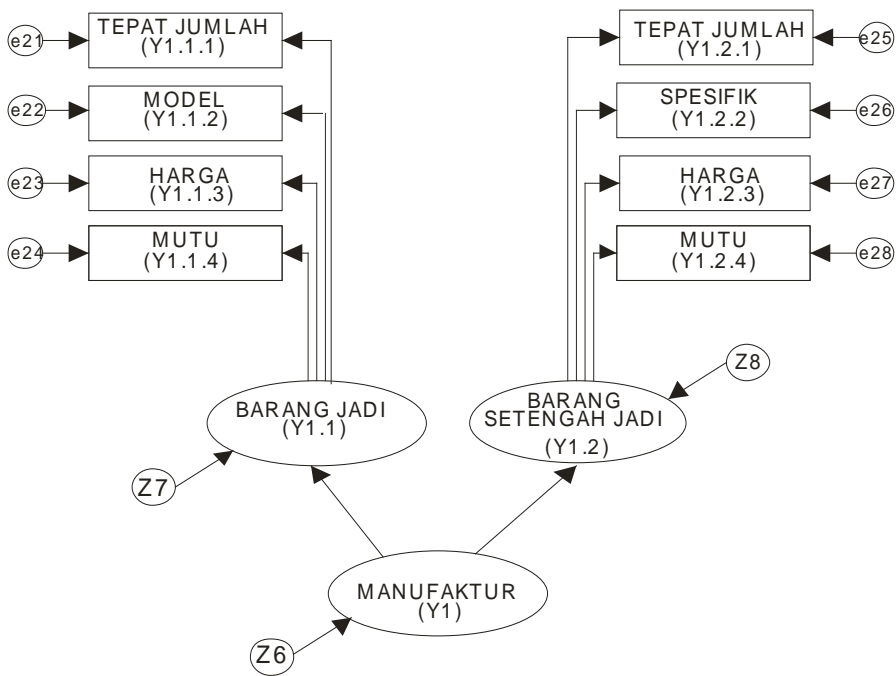 e21
TEPAT JUMLAH
(Y1.1.1)
e22
MODEL
(Y1.1.2)
e23
HARGA
(Y1.1.3)
e24
MUTU
(Y1.1.4)
TEPAT JUMLAH
(Y1.2.1)
e25
SPESIFIK
(Y1.2.2)
e26
HARGA
(Y1.2.3)
e27
MUTU
(Y1.2.4)
e28
Z8
BARANG JADI
(Y1.1)
BARANG
SETENGAH JADI
(Y1.2)
Z7
MANUFAKTUR
(Y1)
Z6